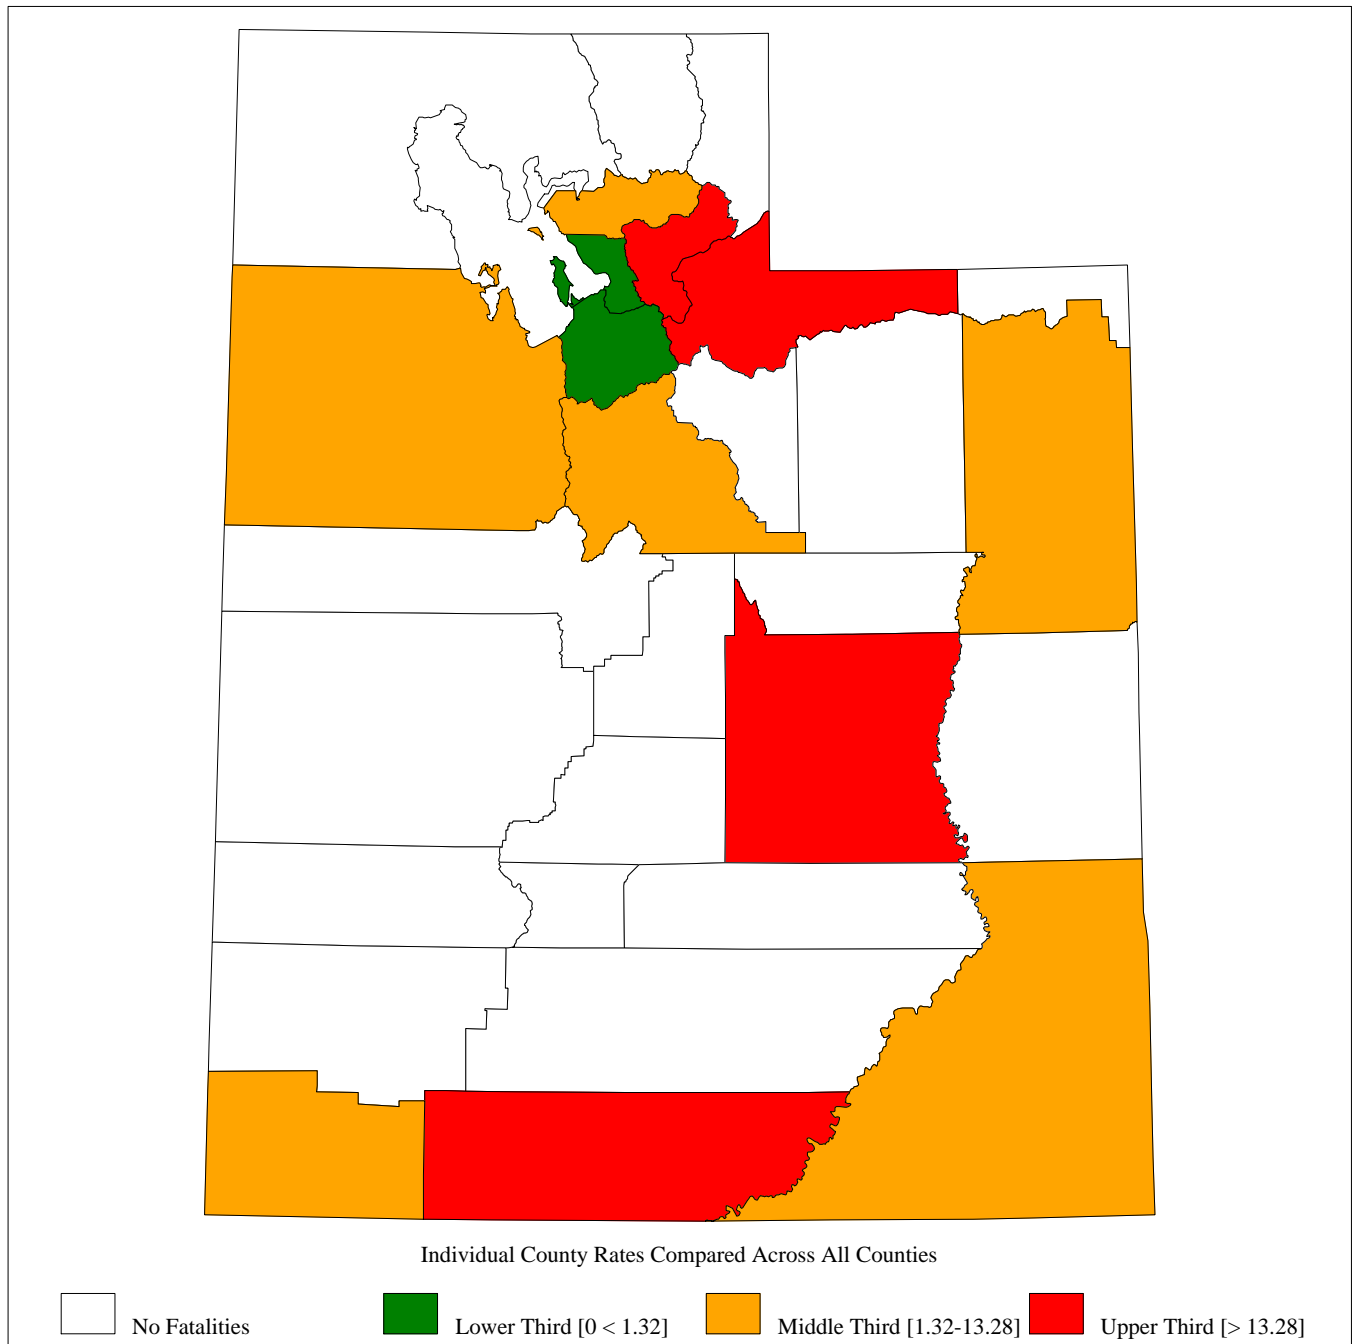 Individual County Rates Compared Across All Counties
No Fatalities Lower Third [0 < 1.32] Middle Third [1.32-13.28] Upper Third [> 13.28]